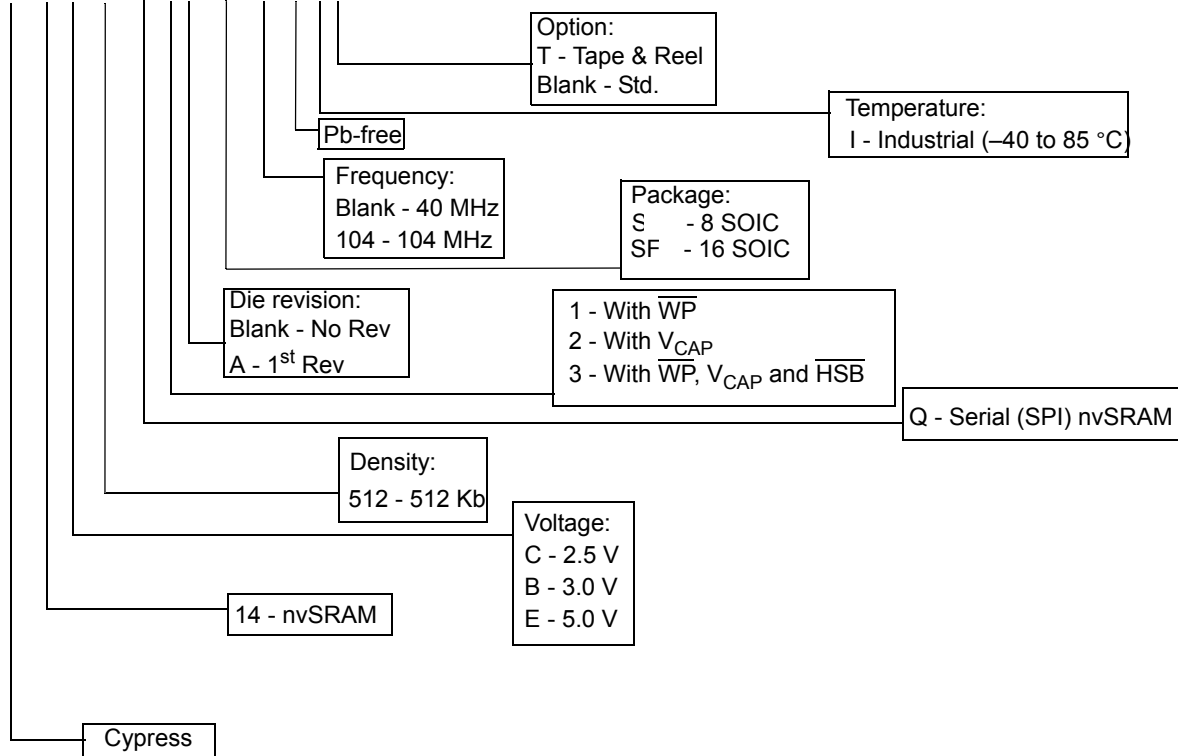 Option:
T - Tape & Reel
Blank - Std.
Temperature:
I - Industrial (–40 to 85 °C)
Pb-free
Frequency:
Blank - 40 MHz
104 - 104 MHz
Package:
S - 8 SOIC
SF - 16 SOIC
Die revision:
Blank - No Rev
A - 1st Rev
1 - With W̅P̅
2 - With VCAP
3 - With W̅P̅, VCAP and H̅S̅B̅
Q - Serial (SPI) nvSRAM
Density:
512 - 512 Kb
Voltage:
C - 2.5 V
B - 3.0 V
E - 5.0 V
14 - nvSRAM
Cypress